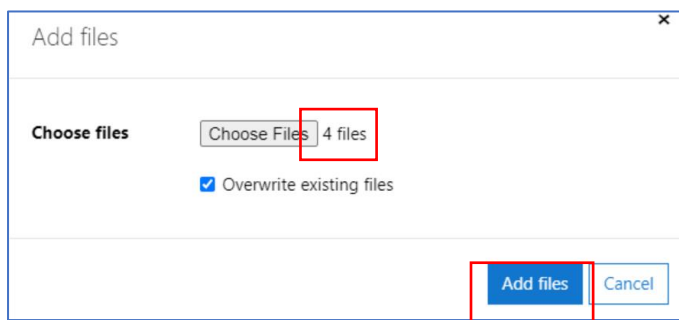 Add files
×
Choose files Choose Files 4 files
Overwrite existing files
Add files Cancel